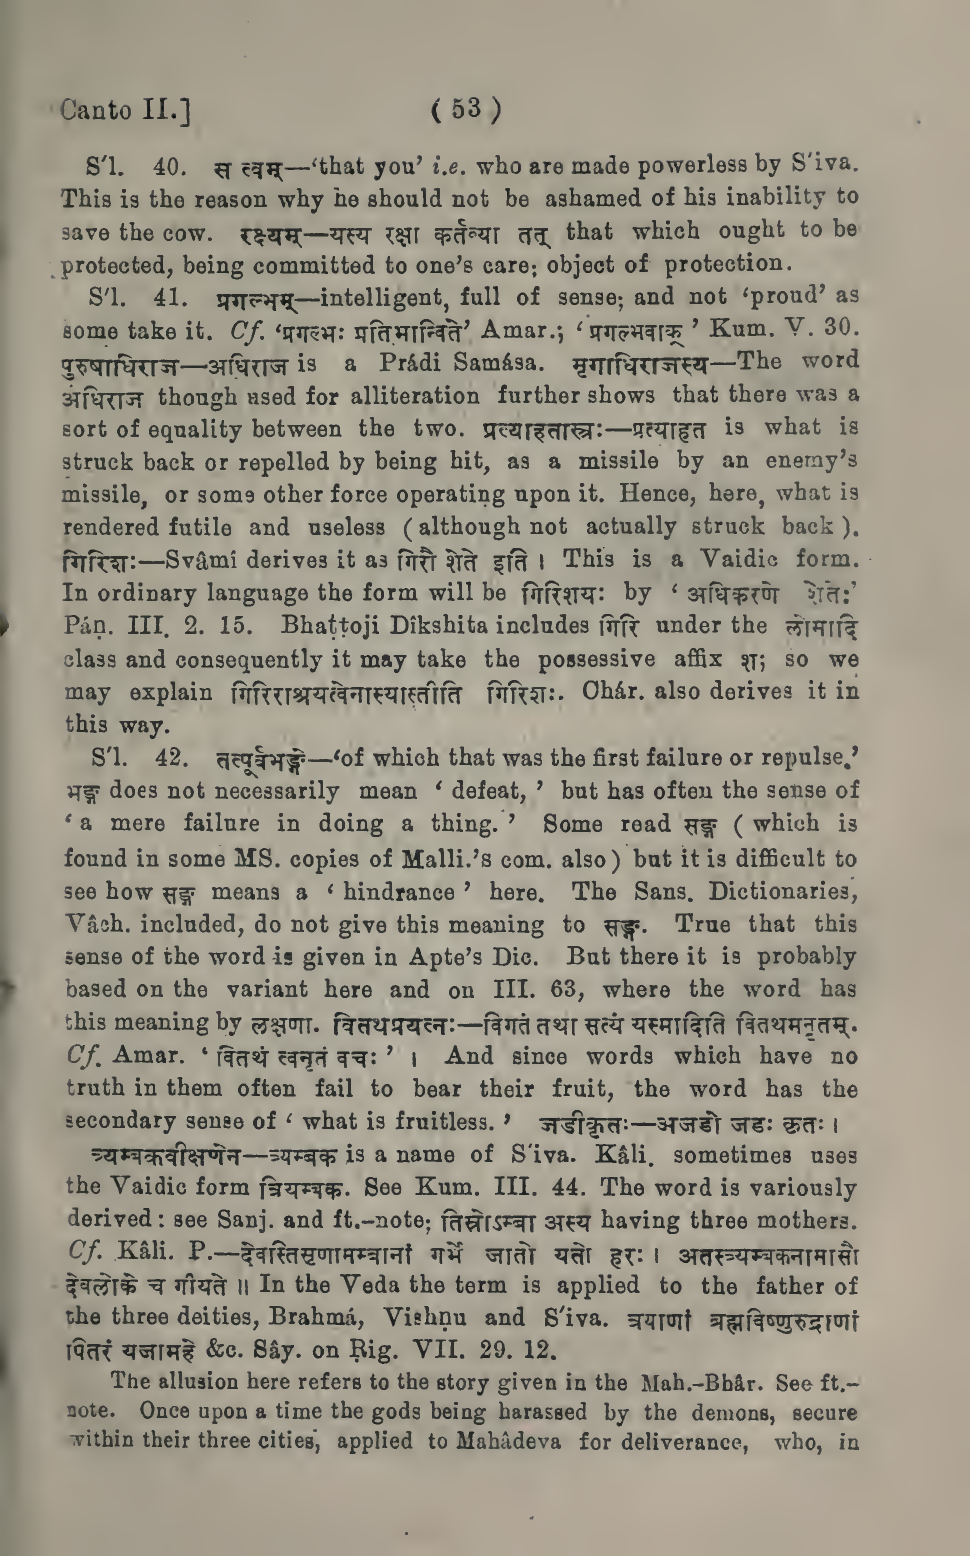 Canto II.] ( 53 )
S'l. 40. स त्वम्—‘that you’ i.e. who are made powerless by S'iva.
This is the reason why he should not be ashamed of his inability to
save the cow. रक्ष्यम्—यस्य रक्षा कर्तव्या तत् that which ought to be
protected, being committed to one's care; object of protection.
S'l. 41. प्रगल्भम्—intelligent, full of sense; and not ‘proud’ as
some take it. Cf. ‘प्रगल्भः प्रतिभान्विते’ Amar.; ‘प्रगल्भवाक्’ Kum. V. 30.
पुरुषाधिराज—अधिराज is a Prádi Samása. मृगाधिराजस्य—The word
अधिराज though used for alliteration further shows that there was a
sort of equality between the two. प्रत्याहतास्त्रः—प्रत्याहत is what is
struck back or repelled by being hit, as a missile by an enemy's
missile, or some other force operating upon it. Hence, here, what is
rendered futile and useless ( although not actually struck back ).
गिरिशः—Svâmí derives it as गिरौ शेते इति । This is a Vaidic form.
In ordinary language the form will be गिरिशयः by ‘ अधिकरणे शेतेः’
Páṇ. III. 2. 15. Bhaṭṭoji Dîkshita includes गिरि under the लोमादि
class and consequently it may take the possessive affix श; so we
may explain गिरिराश्रयत्वेनास्यास्तीति गिरिशः. Chár. also derives it in
this way.
S'l. 42. तत्पूर्वभङ्गे—‘of which that was the first failure or repulse.’
भङ्ग does not necessarily mean ‘ defeat, ’ but has often the sense of
‘ a mere failure in doing a thing. ’ Some read सङ्ग ( which is
found in some MS. copies of Malli.'s com. also ) but it is difficult to
see how सङ्ग means a ‘ hindrance ’ here. The Sans. Dictionaries,
Vâch. included, do not give this meaning to सङ्ग. True that this
sense of the word is given in Apte's Dic. But there it is probably
based on the variant here and on III. 63, where the word has
this meaning by लक्षणा. वितथप्रयत्नः—विगतं तथा सत्यं यस्मादिति वितथमनृतम्.
Cf. Amar. ‘ वितथं त्वनृतं वचः ’ । And since words which have no
truth in them often fail to bear their fruit, the word has the
secondary sense of ‘ what is fruitless. ’ जडीकृतः—अजडो जडः कृतः ।
त्र्यम्बकवीक्षणेन—त्र्यम्बक is a name of S'iva. Kâli. sometimes uses
the Vaidic form त्रियम्बक. See Kum. III. 44. The word is variously
derived : see Sanj. and ft.-note; तिस्रोऽम्बा अस्य having three mothers.
Cf. Kâli. P.—देवस्तिसृणामम्बानां गर्भे जातो यतो हरः । अतस्त्र्यम्बकनामासौ
देवलोके च गीयते ॥ In the Veda the term is applied to the father of
the three deities, Brahmá, Vishṇu and S'iva. त्रयाणां ब्रह्मविष्णुरुद्राणां
पितरं यजामहे &c. Sây. on Ṛig. VII. 29. 12.
The allusion here refers to the story given in the Mah.-Bhâr. See ft.-
note. Once upon a time the gods being harassed by the demons, secure
within their three cities, applied to Mahâdeva for deliverance, who, in